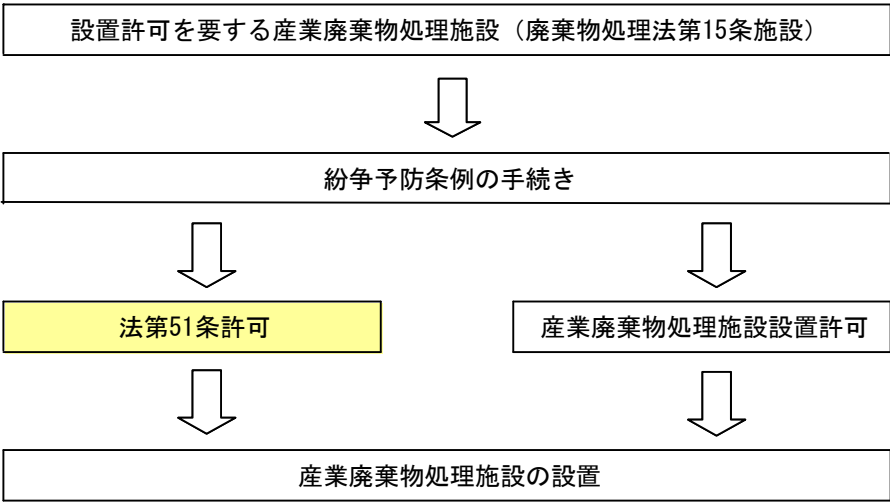 設置許可を要する産業廃棄物処理施設（廃棄物処理法第15条施設）
紛争予防条例の手続き
法第51条許可
産業廃棄物処理施設設置許可
産業廃棄物処理施設の設置